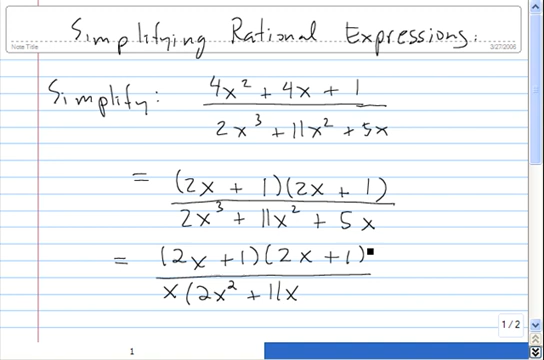 Simplifying Rational Expressions.
Note Title
3/27/2006
Simplify: (4x² + 4x + 1)/(2x³ + 11x² + 5x)
= ((2x + 1)(2x + 1))/(2x³ + 11x² + 5x)
= ((2x + 1)(2x + 1))/(x(2x² + 11x
1/2
1